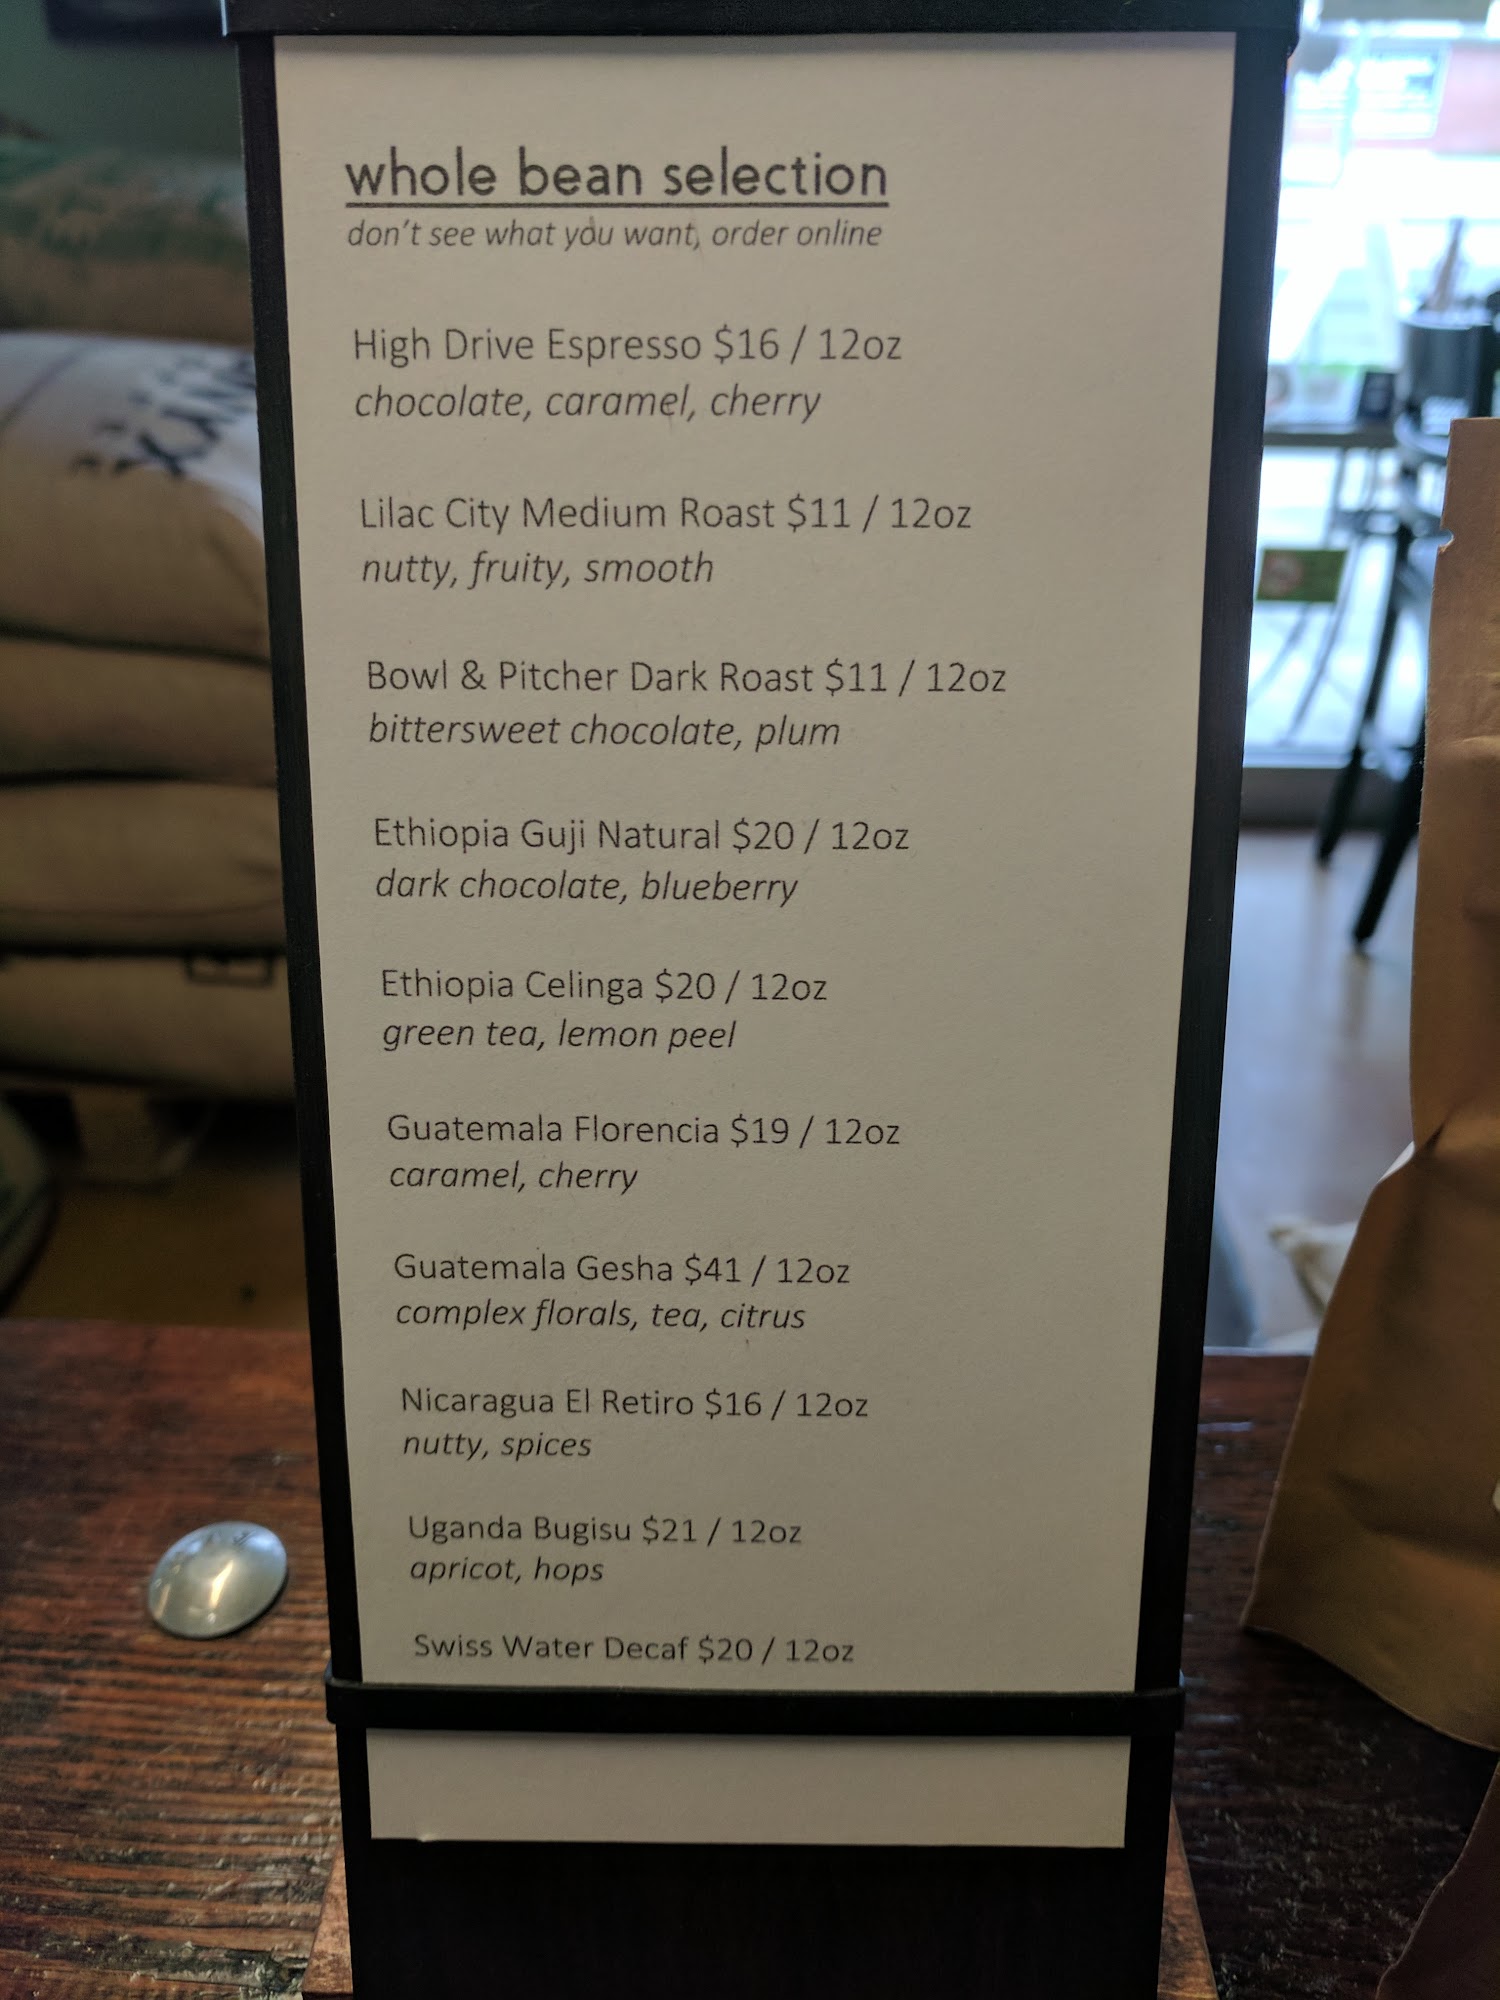 whole bean selection
don't see what you want, order online
High Drive Espresso $16 / 12oz
chocolate, caramel, cherry
Lilac City Medium Roast $11 / 12oz
nutty, fruity, smooth
Bowl & Pitcher Dark Roast $11 / 12oz
bittersweet chocolate, plum
Ethiopia Guji Natural $20 / 12oz
dark chocolate, blueberry
Ethiopia Celinga $20 / 12oz
green tea, lemon peel
Guatemala Florencia $19 / 12oz
caramel, cherry
Guatemala Gesha $41 / 12oz
complex florals, tea, citrus
Nicaragua El Retiro $16 / 12oz
nutty, spices
Uganda Bugisu $21 / 12oz
apricot, hops
Swiss Water Decaf $20 / 12oz